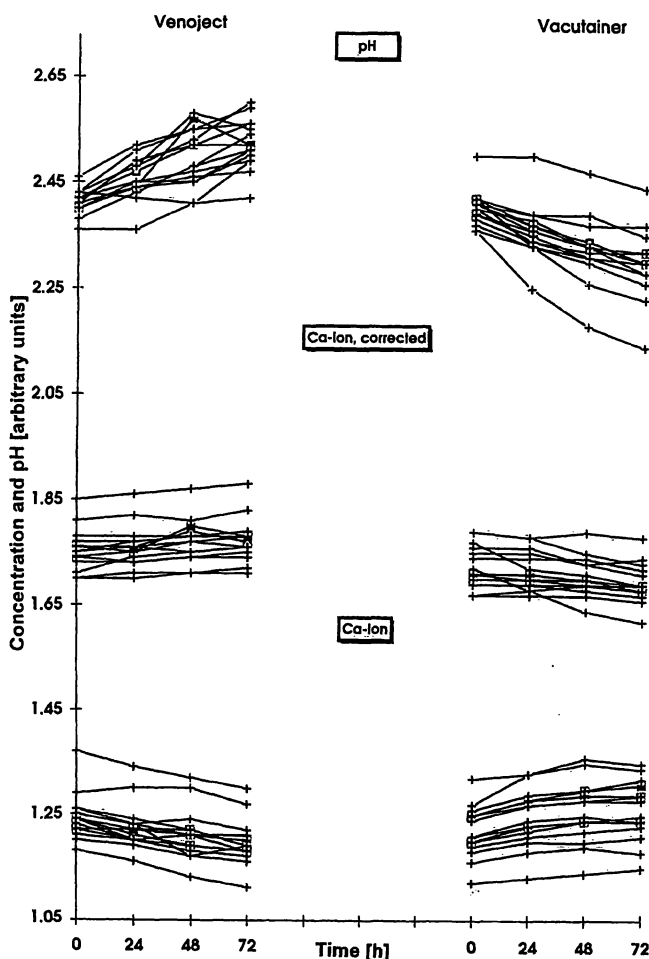 Venoject
Vacutainer
pH
2.65
2.45
2.25
Ca-Ion, corrected
2.05
1.85
1.65
Ca-Ion
1.45
1.25
1.05
Concentration and pH [arbitrary units]
0 24 48 72 0 24 48 72
Time [h]